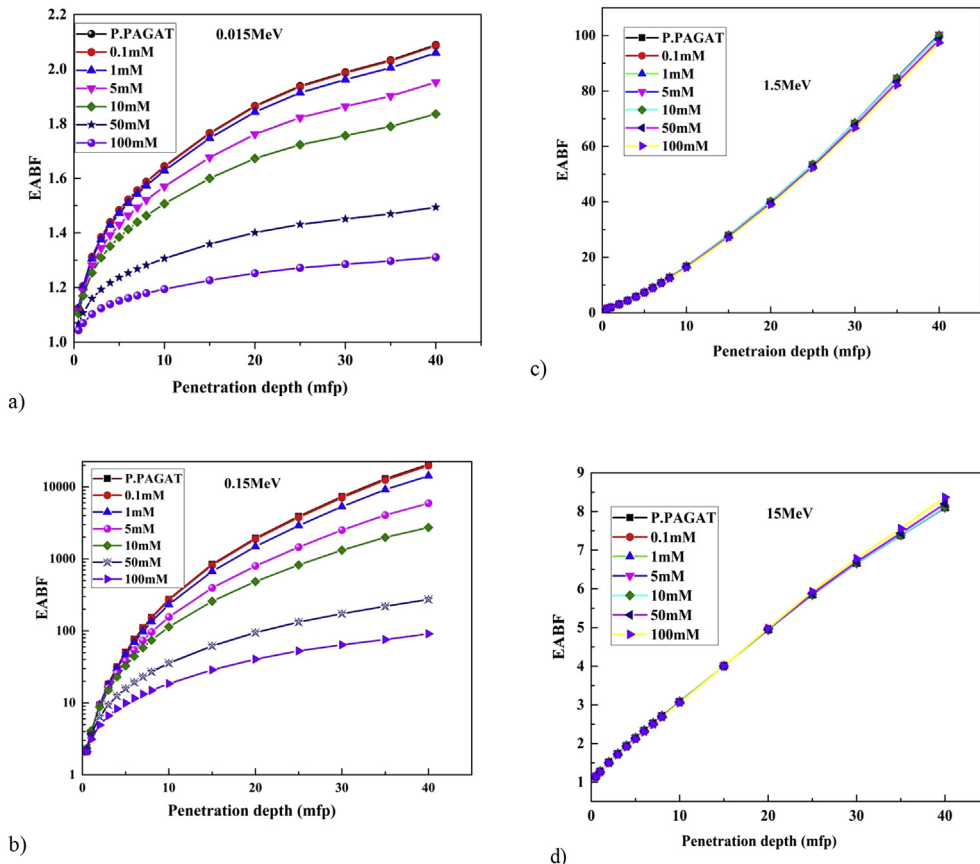 0.015MeV
P.PAGAT
0.1mM
1mM
5mM
10mM
50mM
100mM
EABF
2.2
2.0
1.8
1.6
1.4
1.2
1.0
0 10 20 30 40
Penetration depth (mfp)
a)
1.5MeV
P.PAGAT
0.1mM
1mM
5mM
10mM
50mM
100mM
EABF
100
80
60
40
20
0
10 20 30 40
Penetraion depth (mfp)
c)
0.15MeV
P.PAGAT
0.1mM
1mM
5mM
10mM
50mM
100mM
EABF
10000
1000
100
10
1
0 10 20 30 40
Penetration depth (mfp)
b)
15MeV
P.PAGAT
0.1mM
1mM
5mM
10mM
50mM
100mM
EABF
9
8
7
6
5
4
3
2
1
0 10 20 30 40
Penetration depth (mfp)
d)